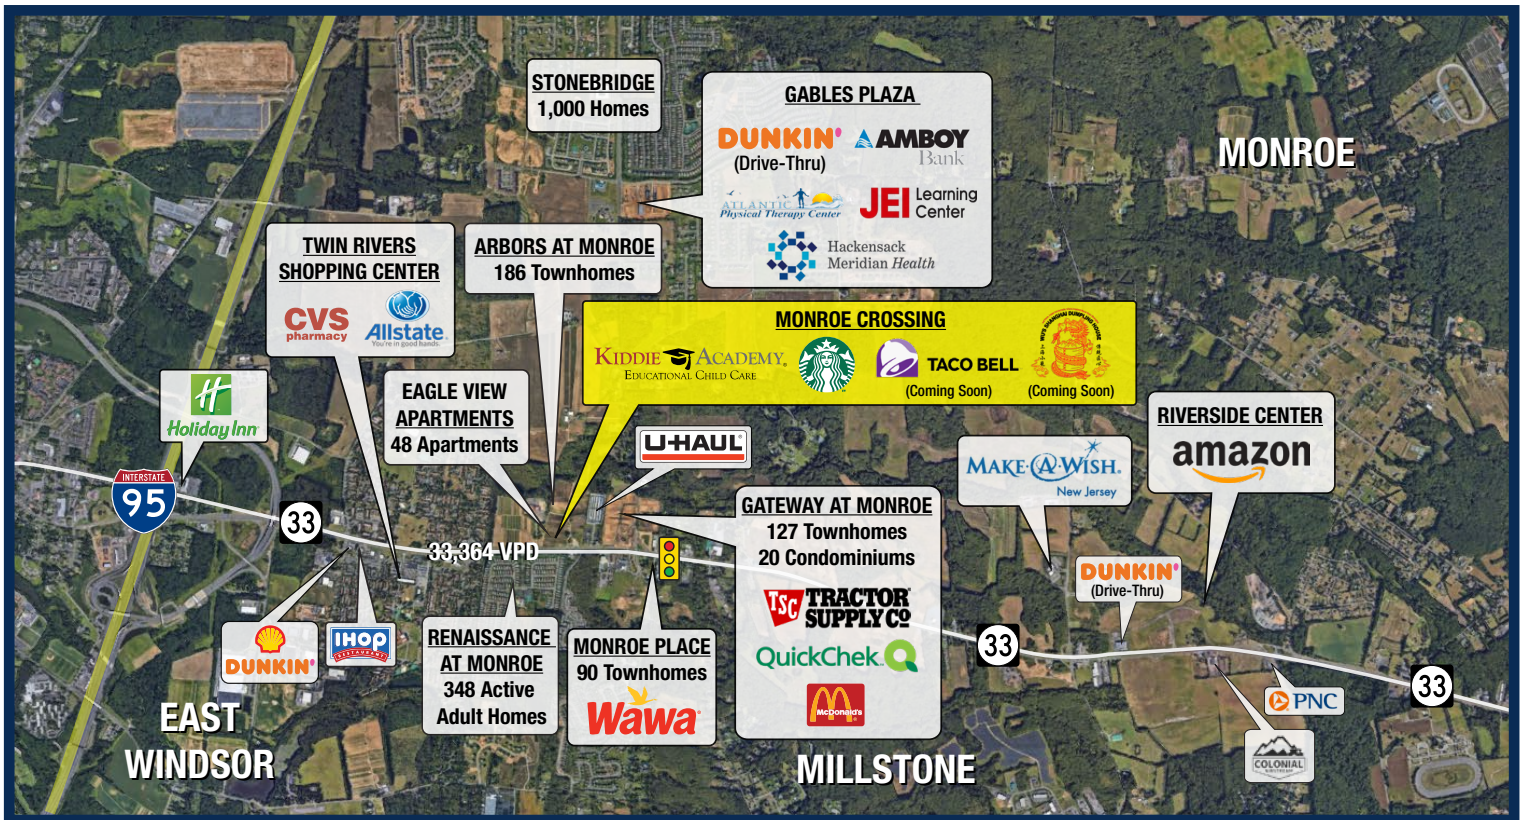 STONEBRIDGE
1,000 Homes
GABLES PLAZA
DUNKIN'
(Drive-Thru)
AMBOY
Bank
ATLANTIC
Physical Therapy Center
JEI Learning
Center
Hackensack
Meridian Health
MONROE
TWIN RIVERS
SHOPPING CENTER
CVS
pharmacy
Allstate
You're in good hands.
ARBORS AT MONROE
186 Townhomes
MONROE CROSSING
KIDDIE ACADEMY®
EDUCATIONAL CHILD CARE
TACO BELL
(Coming Soon)
WU'S SHANGHAI DUMPLING HOUSE
(Coming Soon)
H
Holiday Inn
EAGLE VIEW
APARTMENTS
48 Apartments
U-HAUL®
MAKE-A-WISH®
New Jersey
RIVERSIDE CENTER
amazon
INTERSTATE
95
33
33,364 VPD
GATEWAY AT MONROE
127 Townhomes
20 Condominiums
TSC TRACTOR
SUPPLY CO
QuickChek
McDonald's
DUNKIN'
(Drive-Thru)
DUNKIN'
IHOP
RESTAURANT
RENAISSANCE
AT MONROE
348 Active
Adult Homes
MONROE PLACE
90 Townhomes
Wawa®
33
33
PNC
COLONIAL
EAST
WINDSOR
MILLSTONE